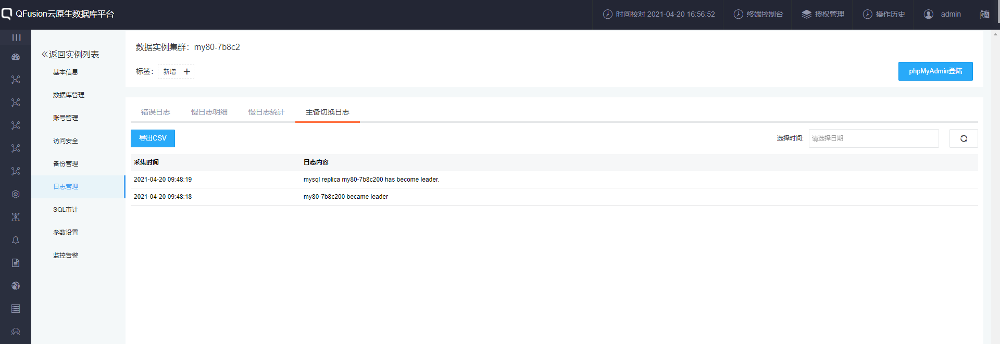 QFusion云原生数据库平台
时间校对 2021-04-20 16:56:52
终端控制台
授权管理
操作历史
admin
返回实例列表
基本信息
数据库管理
账号管理
访问安全
备份管理
日志管理
SQL审计
参数设置
监控告警
数据实例集群：my80-7b8c2
标签： 新增
phpMyAdmin登陆
错误日志 慢日志明细 慢日志统计 主备切换日志
导出CSV
选择时间: 请选择日期
采集时间 日志内容
2021-04-20 09:48:19 mysql replica my80-7b8c200 has become leader.
2021-04-20 09:48:18 my80-7b8c200 became leader